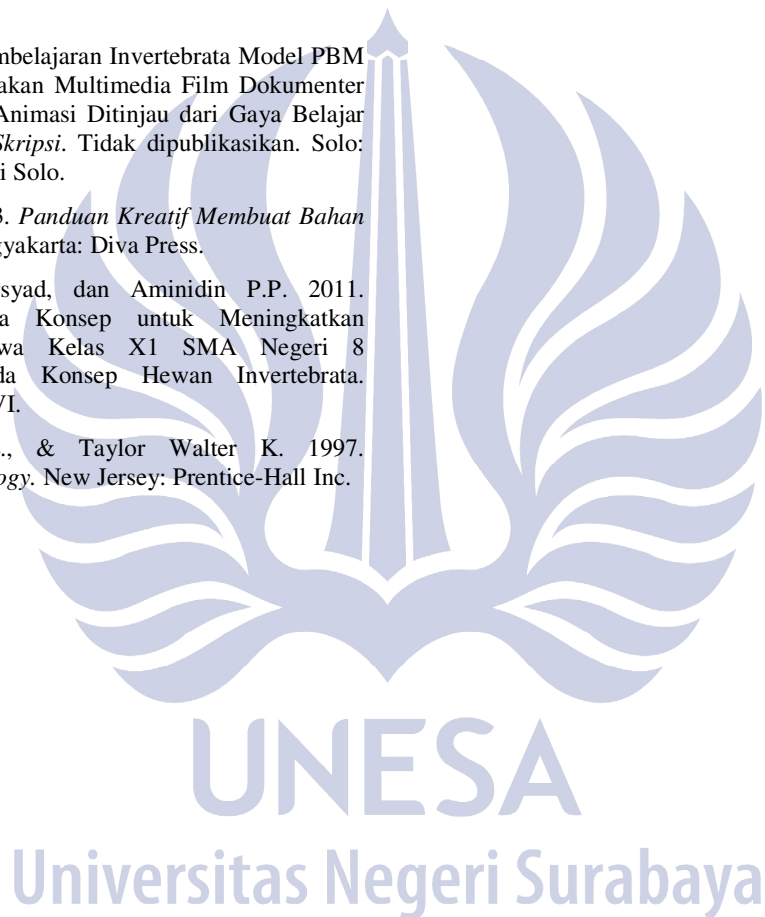 mbelajaran Invertebrata Model PBM
akan Multimedia Film Dokumenter
Animasi Ditinjau dari Gaya Belajar
Skripsi. Tidak dipublikasikan. Solo:
i Solo.
3. Panduan Kreatif Membuat Bahan
gyakarta: Diva Press.
syad, dan Aminidin P.P. 2011.
a Konsep untuk Meningkatkan
wa Kelas X1 SMA Negeri 8
da Konsep Hewan Invertebrata.
VI.
., & Taylor Walter K. 1997.
ogy. New Jersey: Prentice-Hall Inc.
UNESA
Universitas Negeri Surabaya